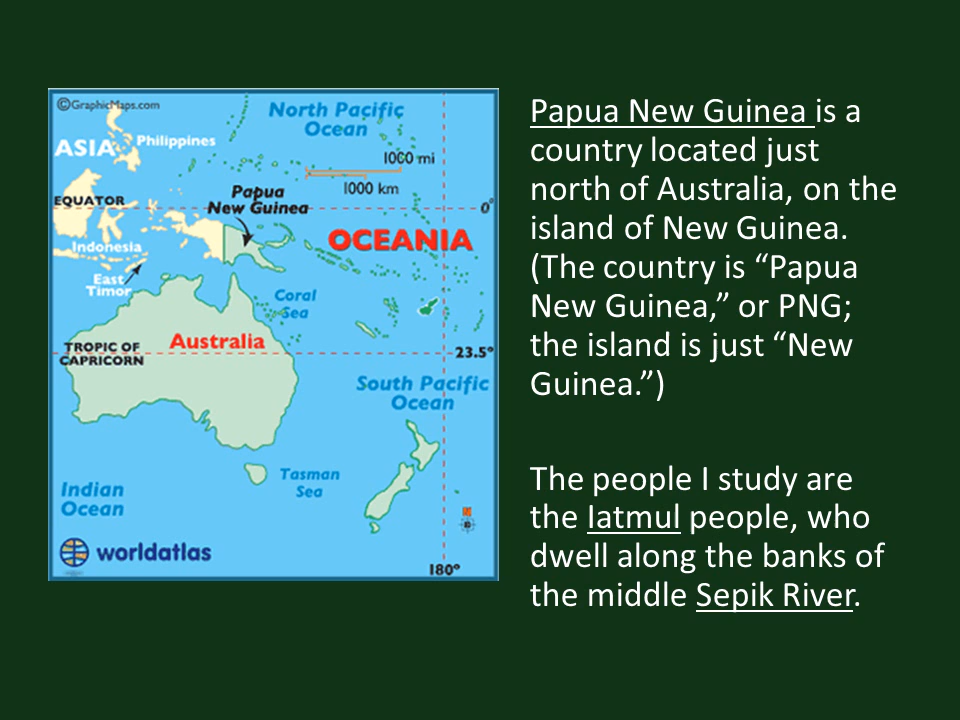 ©GraphicMaps.com
North Pacific
Ocean
ASIA
Philippines
1000 mi
1000 km
Papua
New Guinea
EQUATOR
0°
OCEANIA
Indonesia
East
Timor
Coral
Sea
Australia
TROPIC OF
CAPRICORN
23.5°
South Pacific
Ocean
Tasman
Sea
Indian
Ocean
worldatlas
180°
Papua New Guinea is a
country located just
north of Australia, on the
island of New Guinea.
(The country is “Papua
New Guinea,” or PNG;
the island is just “New
Guinea.”)
The people I study are
the Iatmul people, who
dwell along the banks of
the middle Sepik River.